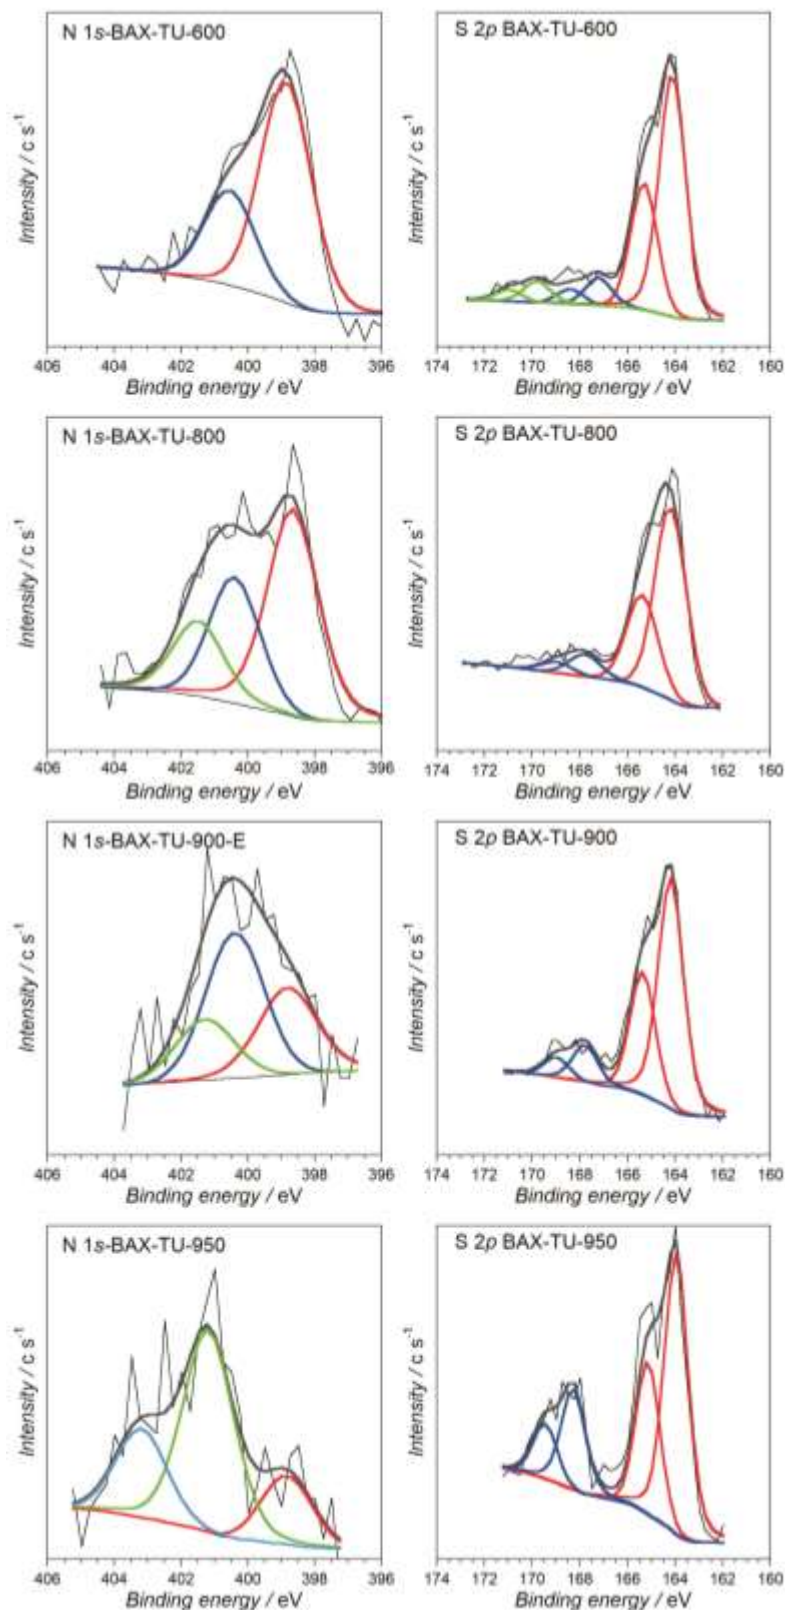 N 1s-BAX-TU-600
S 2p BAX-TU-600
Intensity / c s⁻¹
Intensity / c s⁻¹
406 404 402 400 398 396
174 172 170 168 166 164 162 160
Binding energy / eV
Binding energy / eV
N 1s-BAX-TU-800
S 2p BAX-TU-800
Intensity / c s⁻¹
Intensity / c s⁻¹
406 404 402 400 398 396
174 172 170 168 166 164 162 160
Binding energy / eV
Binding energy / eV
N 1s-BAX-TU-900-E
S 2p BAX-TU-900
Intensity / c s⁻¹
Intensity / c s⁻¹
406 404 402 400 398 396
174 172 170 168 166 164 162 160
Binding energy / eV
Binding energy / eV
N 1s-BAX-TU-950
S 2p BAX-TU-950
Intensity / c s⁻¹
Intensity / c s⁻¹
406 404 402 400 398 396
174 172 170 168 166 164 162 160
Binding energy / eV
Binding energy / eV